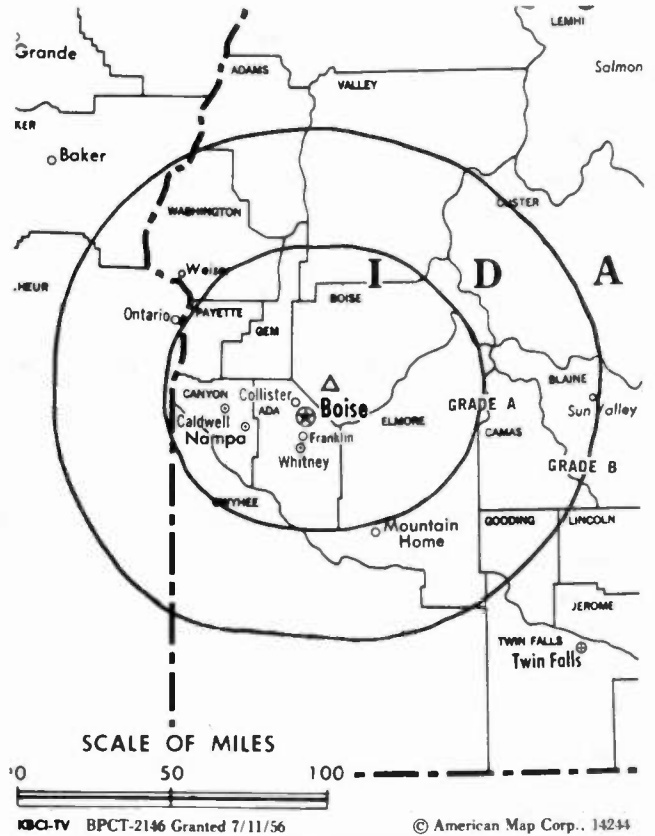 LEMHI
Grande
ADAMS
Salmon
VALLEY
KER
Baker
CUSTER
WASHINGTON
Weiser
I D A
.HEUR
PAYETTE
BOISE
Ontario
GEM
BLAINE
CANYON
Collister
Sun Valley
ADA
Boise
GRADE A
Caldwell
ELMORE
Nampa
Franklin
CAMAS
Whitney
GRADE B
OWYHEE
Mountain
Home
GOODING
LINCOLN
JEROME
TWIN FALLS
Twin Falls
SCALE OF MILES
0 50 100
KBCI-TV BPCT-2146 Granted 7/11/56
© American Map Corp.. 14244